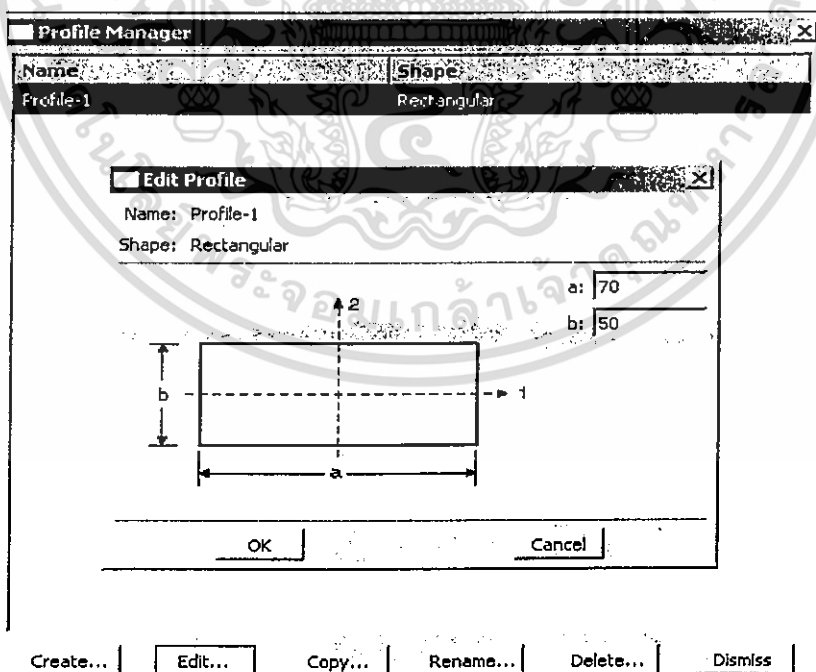 Profile Manager
Name Shape
Profile-1 Rectangular
Edit Profile
Name: Profile-1
Shape: Rectangular
a: 70
b: 50
2
b
1
a
OK Cancel
Create... Edit... Copy... Rename... Delete... Dismiss